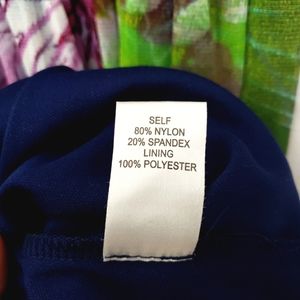 SELF
80% NYLON
20% SPANDEX
LINING
100% POLYESTER